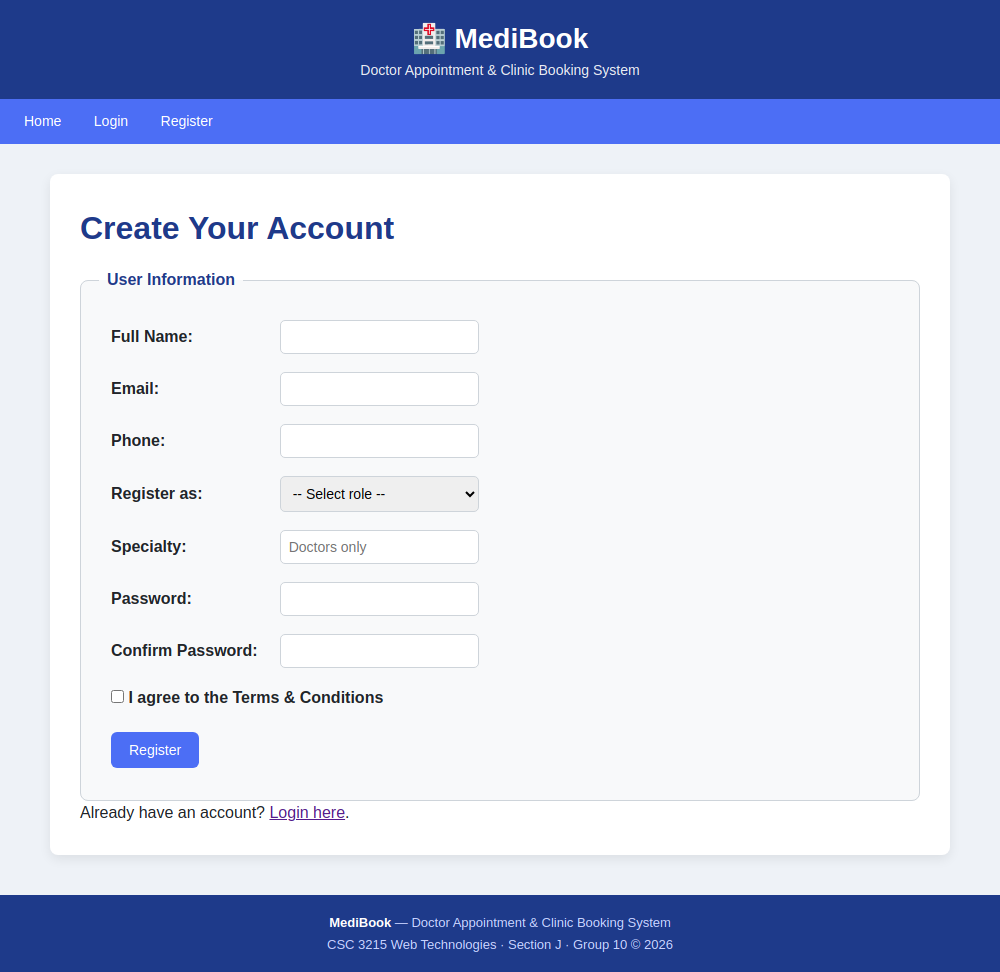 MediBook
Doctor Appointment & Clinic Booking System
Home Login Register
Create Your Account
User Information
Full Name:
Email:
Phone:
Register as: -- Select role --
Specialty: Doctors only
Password:
Confirm Password:
I agree to the Terms & Conditions
Register
Already have an account? Login here.
MediBook — Doctor Appointment & Clinic Booking System
CSC 3215 Web Technologies · Section J · Group 10 © 2026